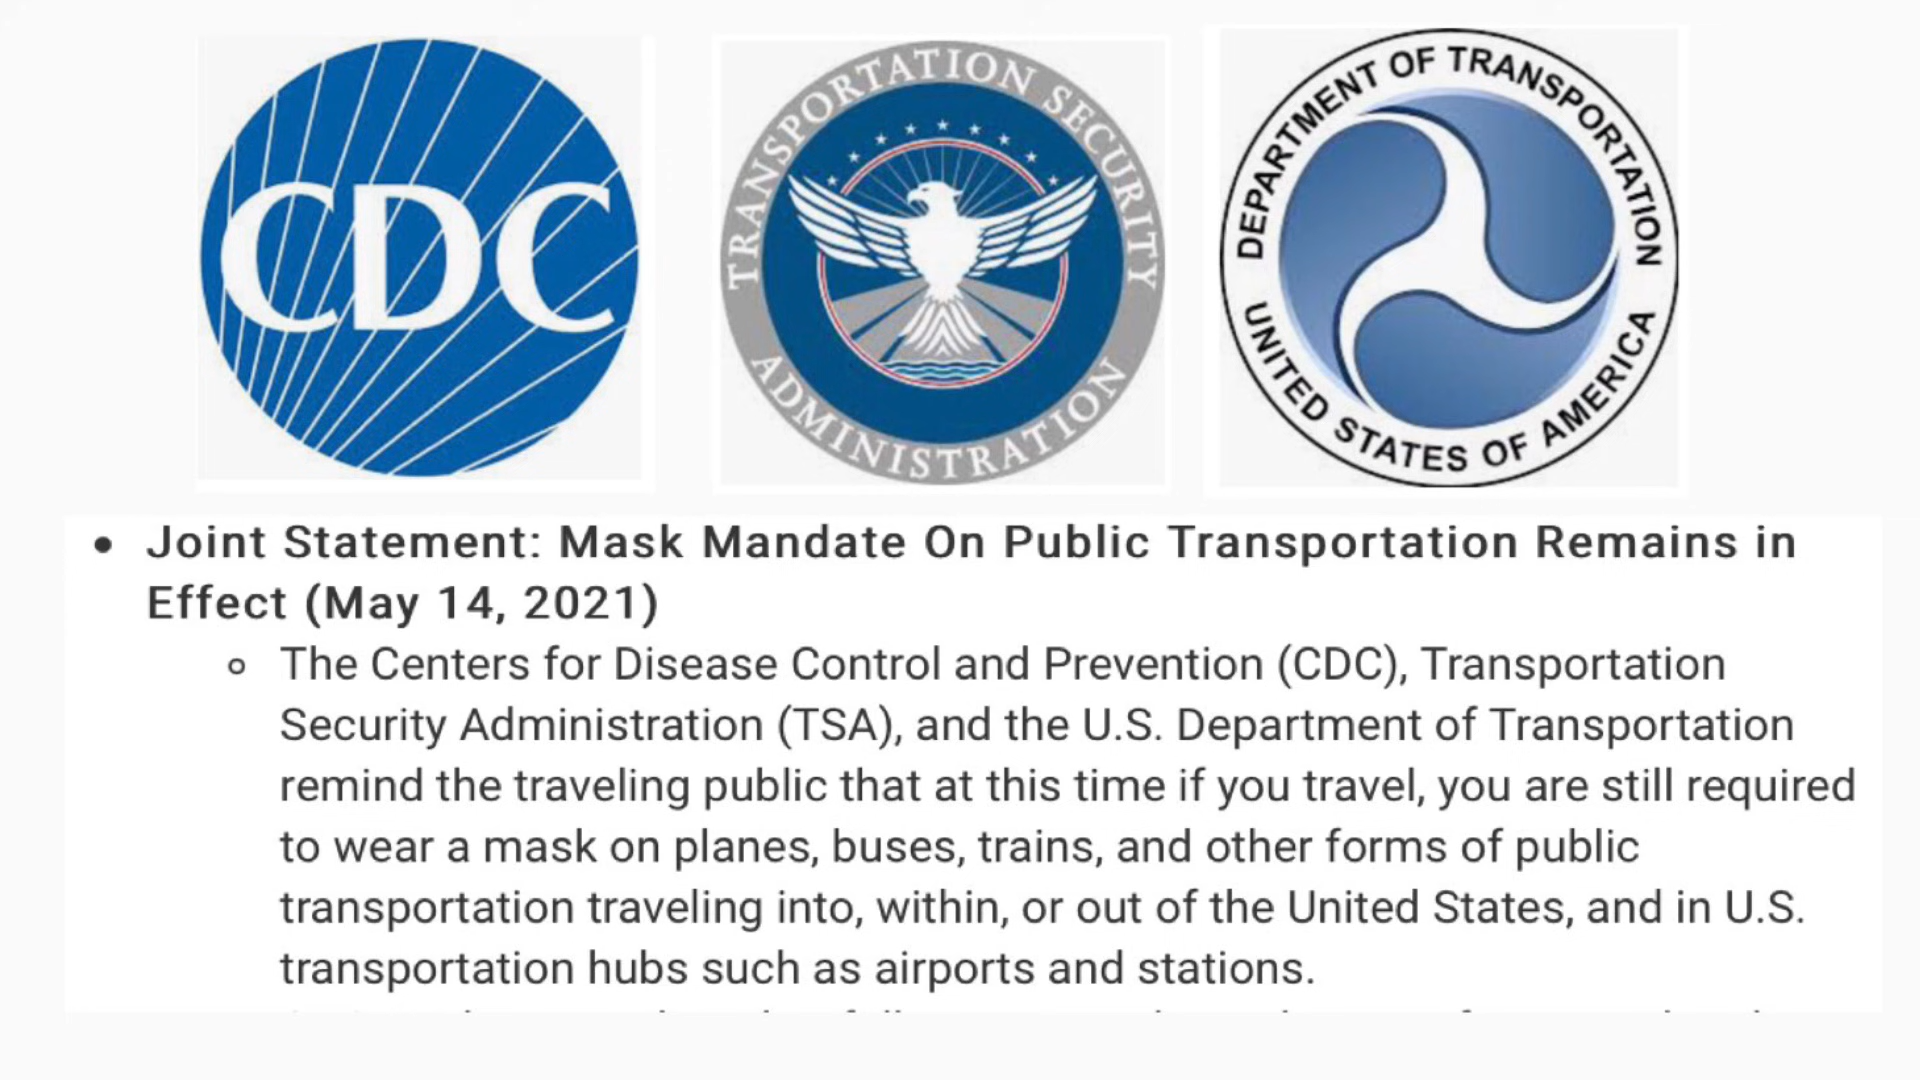 CDC
TRANSPORTATION SECURITY
ADMINISTRATION
DEPARTMENT OF TRANSPORTATION
UNITED STATES OF AMERICA
• Joint Statement: Mask Mandate On Public Transportation Remains in
Effect (May 14, 2021)
○ The Centers for Disease Control and Prevention (CDC), Transportation
Security Administration (TSA), and the U.S. Department of Transportation
remind the traveling public that at this time if you travel, you are still required
to wear a mask on planes, buses, trains, and other forms of public
transportation traveling into, within, or out of the United States, and in U.S.
transportation hubs such as airports and stations.